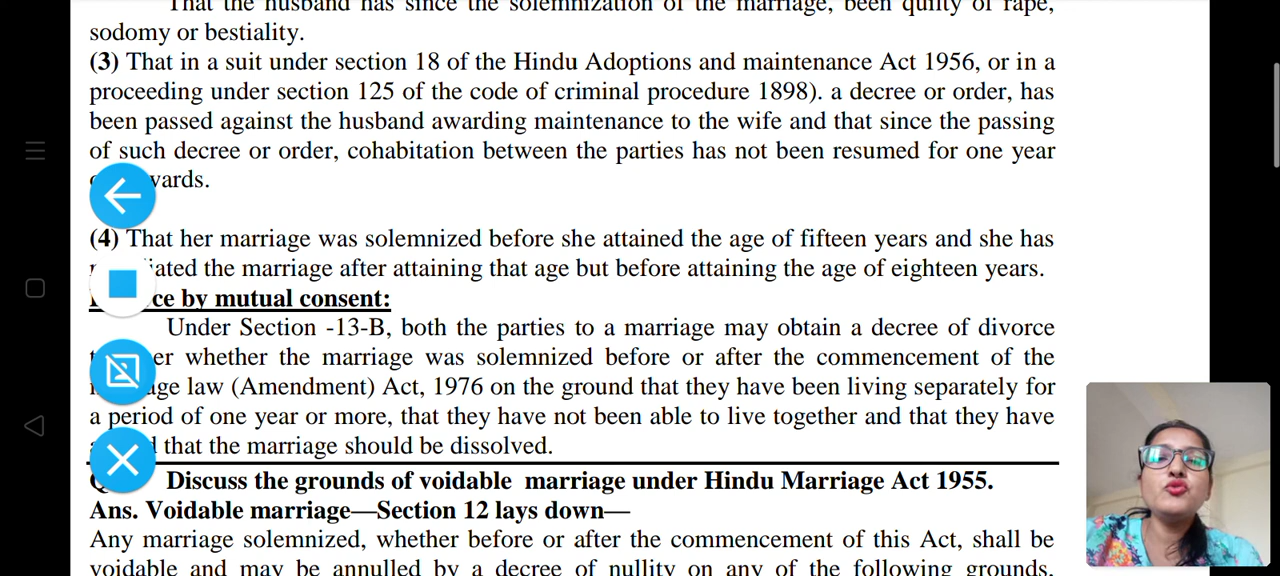 That the husband has since the solemnization of the marriage, been guilty of rape,
sodomy or bestiality.
(3) That in a suit under section 18 of the Hindu Adoptions and maintenance Act 1956, or in a
proceeding under section 125 of the code of criminal procedure 1898). a decree or order, has
been passed against the husband awarding maintenance to the wife and that since the passing
of such decree or order, cohabitation between the parties has not been resumed for one year
(4) That her marriage was solemnized before she attained the age of fifteen years and she has
the marriage after attaining that age but before attaining the age of eighteen years.
by mutual consent:
Under Section -13-B, both the parties to a marriage may obtain a decree of divorce
whether the marriage was solemnized before or after the commencement of the
law (Amendment) Act, 1976 on the ground that they have been living separately for
a period of one year or more, that they have not been able to live together and that they have
that the marriage should be dissolved.
Discuss the grounds of voidable marriage under Hindu Marriage Act 1955.
Ans. Voidable marriage—Section 12 lays down—
Any marriage solemnized, whether before or after the commencement of this Act, shall be
voidable and may be annulled by a decree of nullity on any of the following grounds,